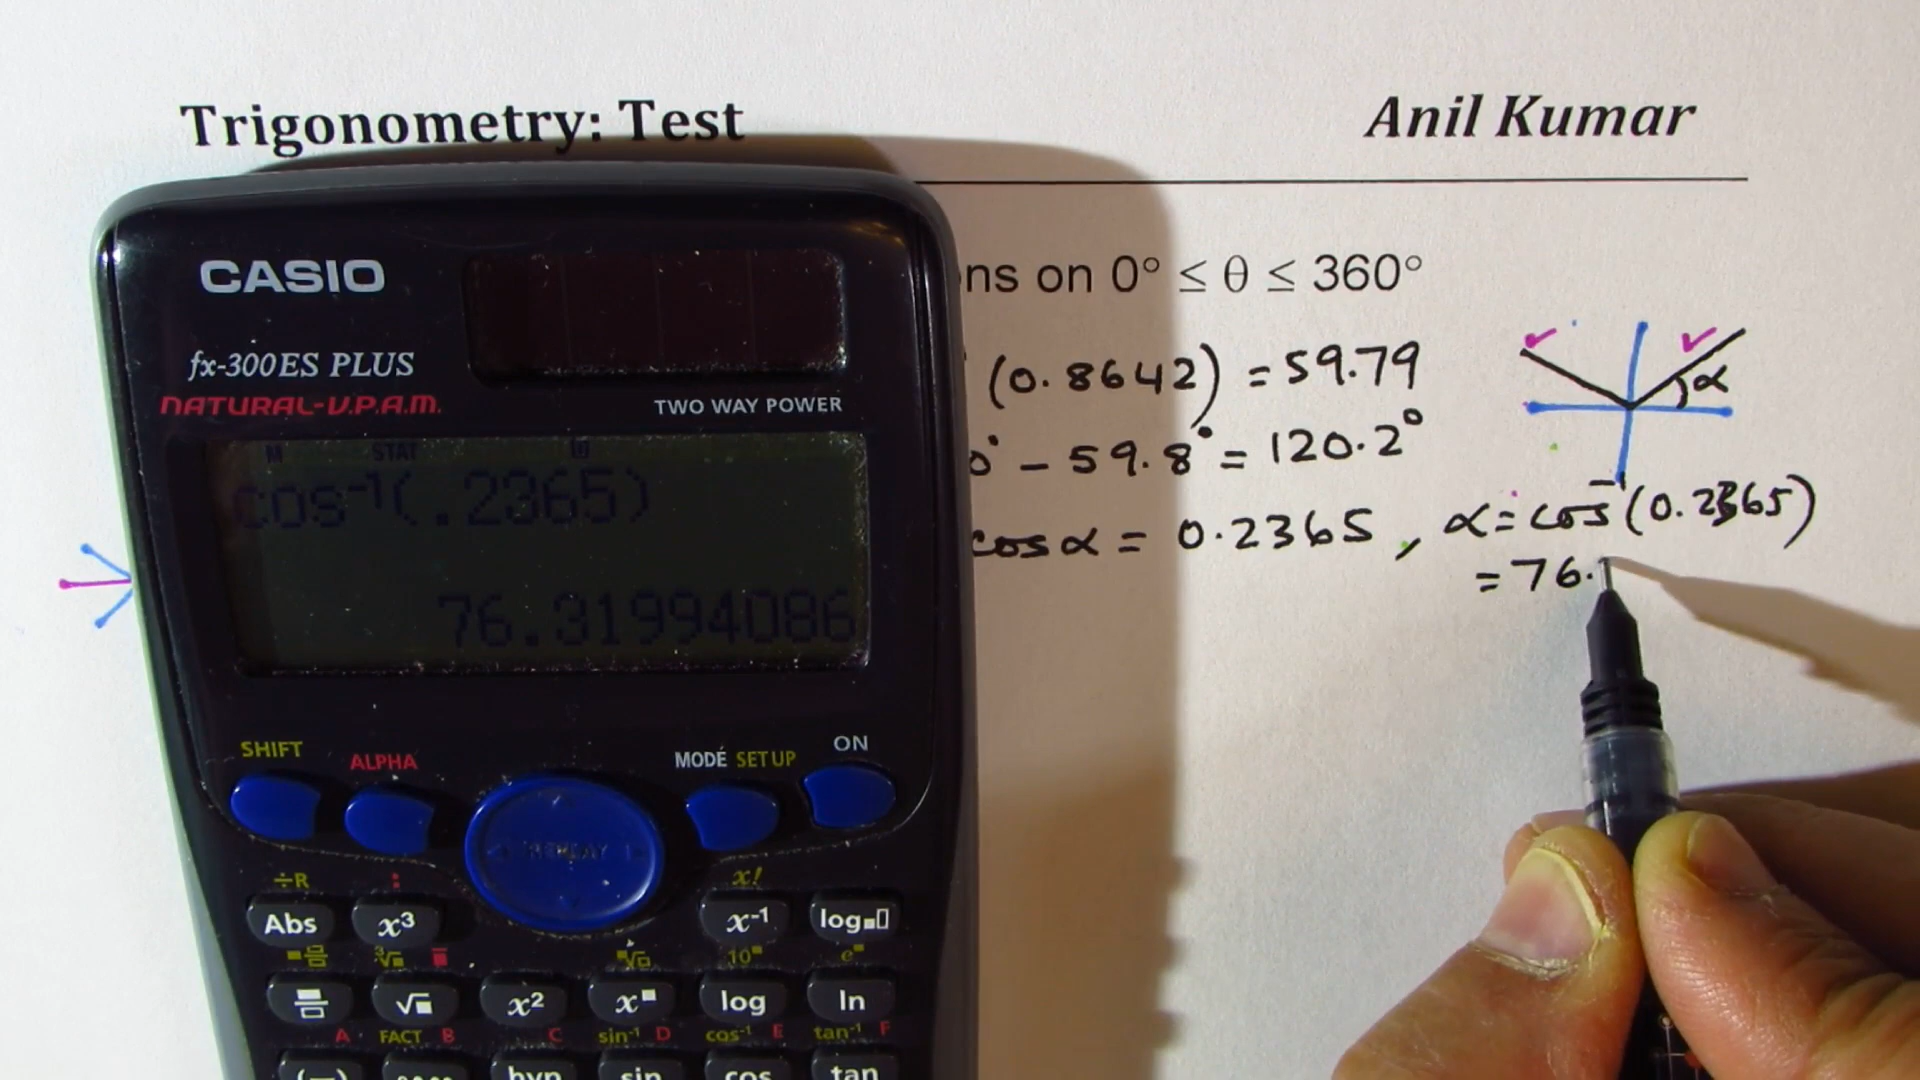 Trigonometry: Test
Anil Kumar
ns on 0° ≤ θ ≤ 360°
(0.8642) = 59.79
0° - 59.8° = 120.2°
α
cosα = 0.2365, α = cos⁻¹(0.2365)
= 76.
CASIO
fx-300ES PLUS
NATURAL-V.P.A.M.
TWO WAY POWER
M STAT D
cos⁻¹(.2365)
76.31994086
SHIFT
ALPHA
MODE SETUP
ON
REPLAY
÷R : x!
Abs x³ x⁻¹ log▪▯
³√▪ ▪√▯ 10▪ e▪
√▪ x² x▪ log ln
A FACT B C sin⁻¹ D cos⁻¹ E tan⁻¹ F
(−) hyp sin cos tan